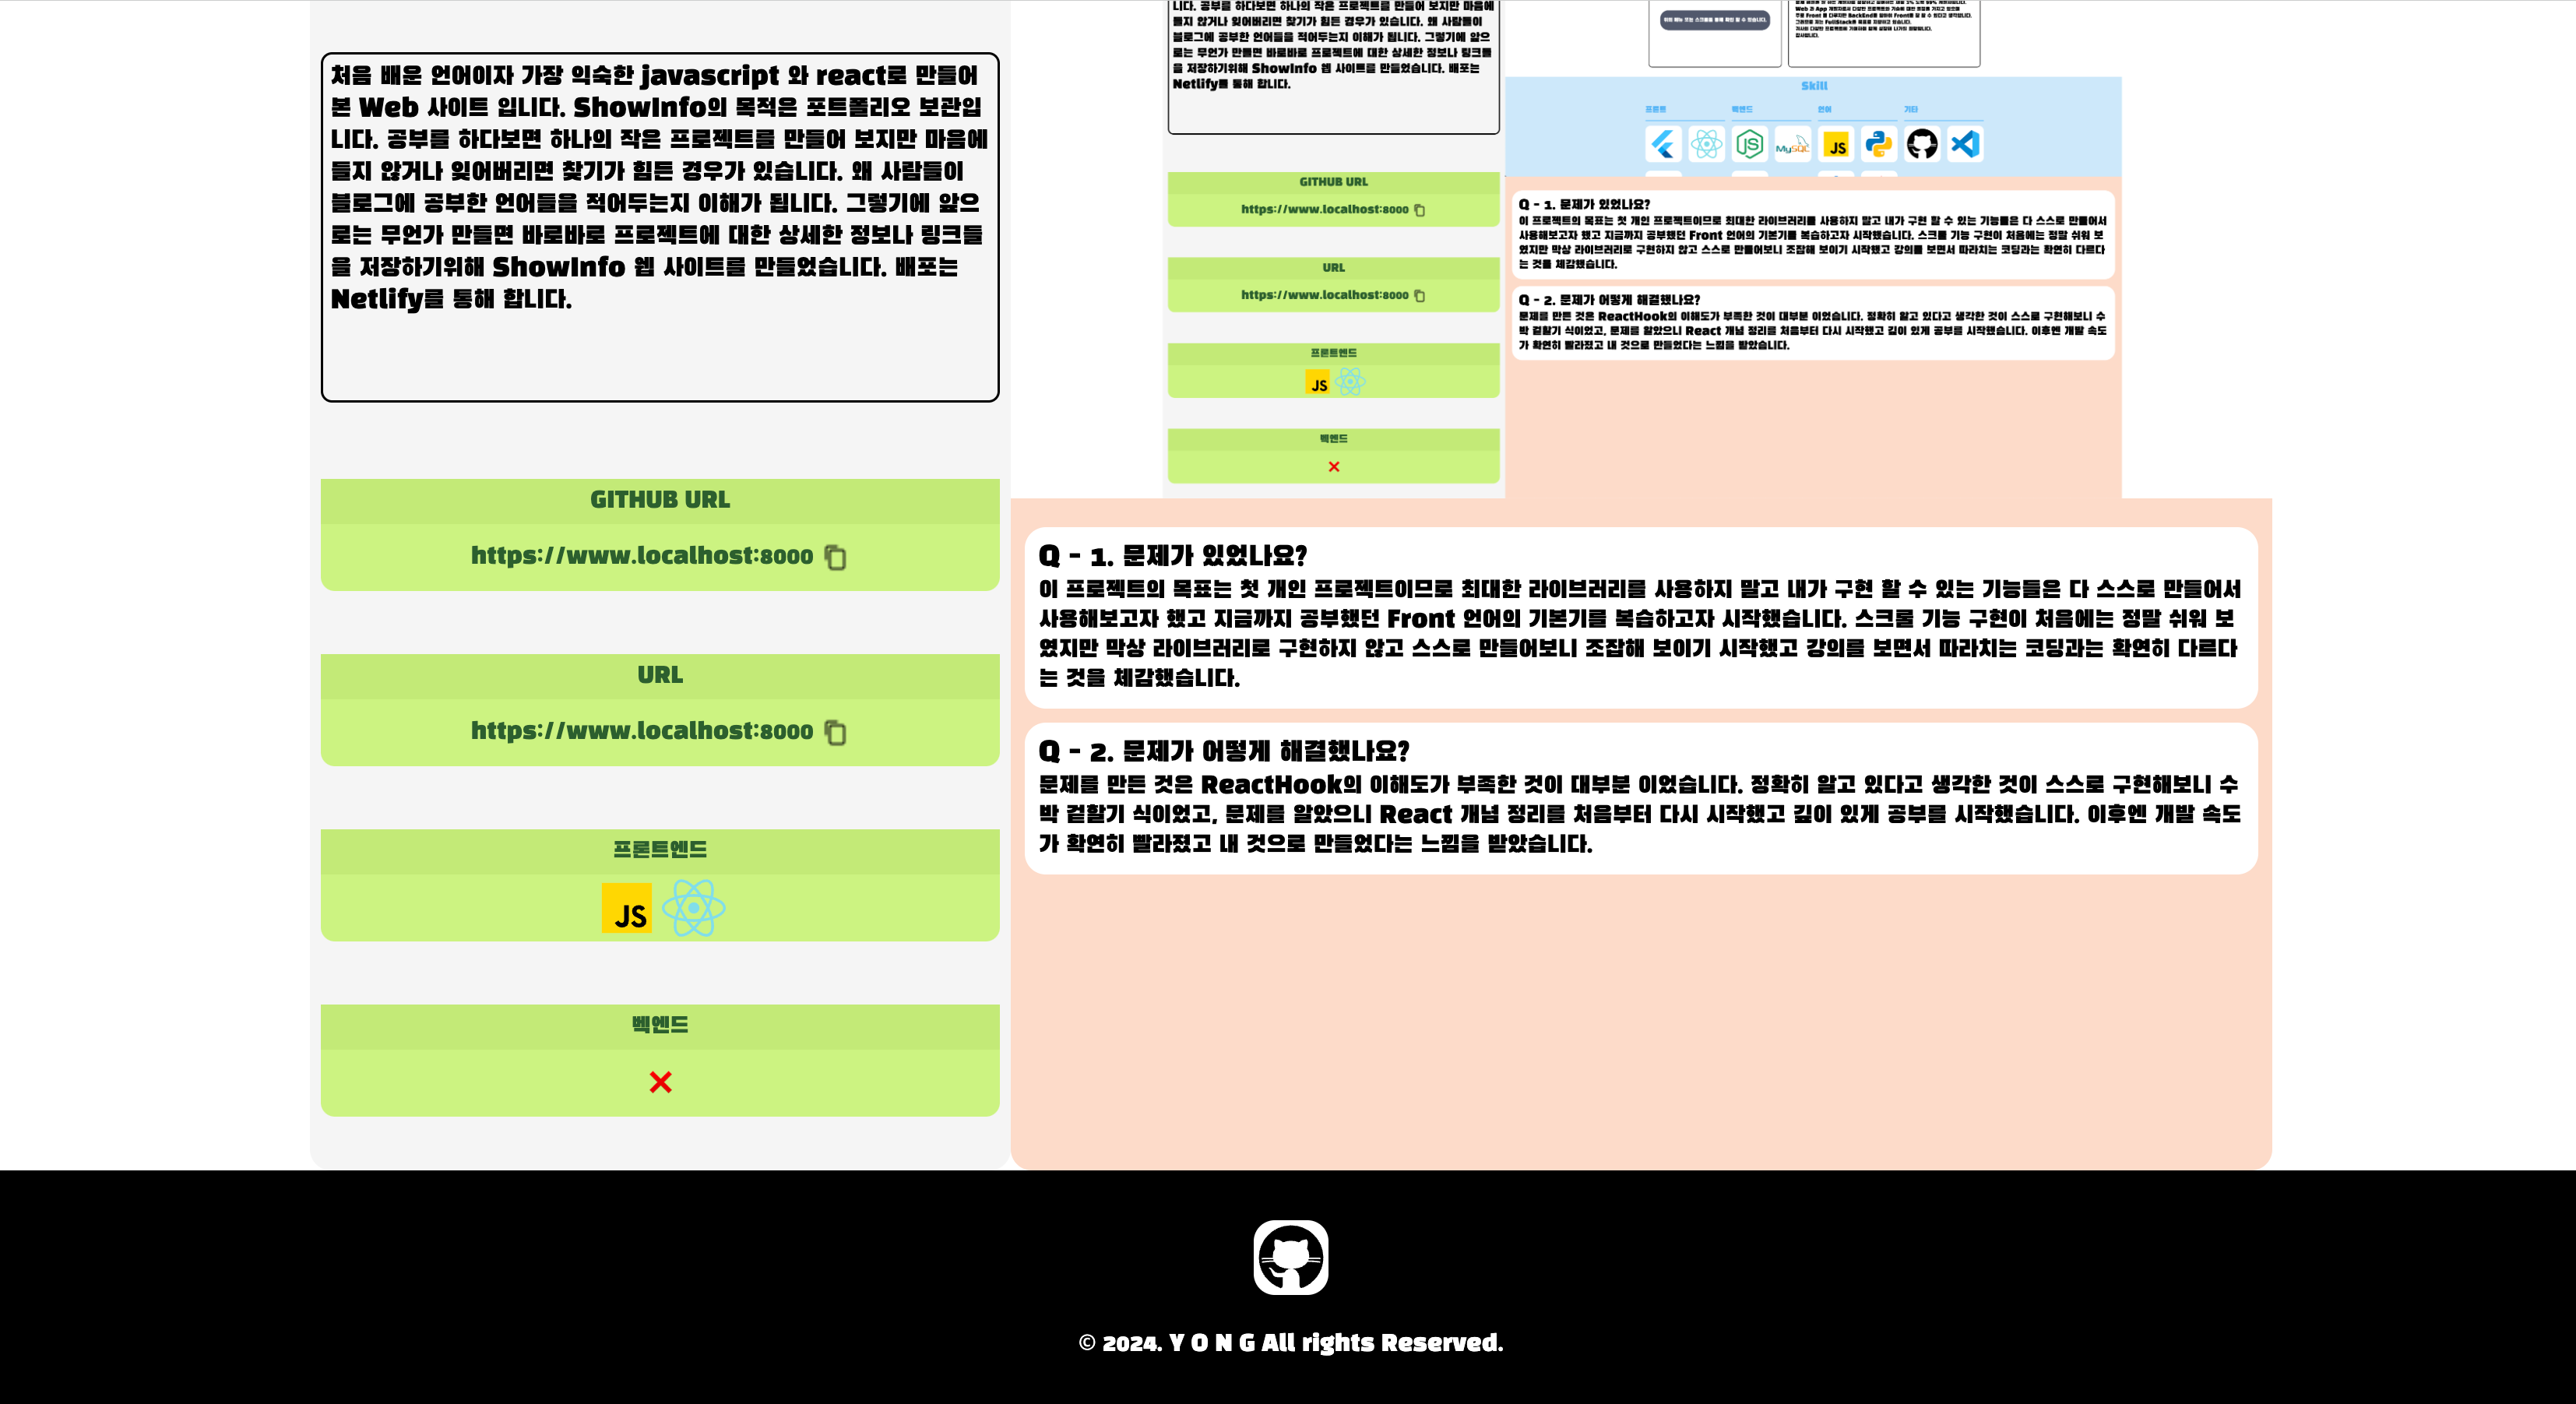 처음 배운 언어이자 가장 익숙한 javascript 와 react로 만들어
본 Web 사이트 입니다. ShowInfo의 목적은 포트폴리오 보관입
니다. 공부를 하다보면 하나의 작은 프로젝트를 만들어 보지만 마음에
들지 않거나 잊어버리면 찾기가 힘든 경우가 있습니다. 왜 사람들이
블로그에 공부한 언어들을 적어두는지 이해가 됩니다. 그렇기에 앞으
로는 무언가 만들면 바로바로 프로젝트에 대한 상세한 정보나 링크들
을 저장하기위해 ShowInfo 웹 사이트를 만들었습니다. 배포는
Netlify를 통해 합니다.
GITHUB URL
https://www.localhost:8000
URL
https://www.localhost:8000
프론트엔드
JS
벡엔드
니다. 공부를 하다보면 하나의 작은 프로젝트를 만들어 보지만 마음에
들지 않거나 잊어버리면 찾기가 힘든 경우가 있습니다. 왜 사람들이
블로그에 공부한 언어들을 적어두는지 이해가 됩니다. 그렇기에 앞으
로는 무언가 만들면 바로바로 프로젝트에 대한 상세한 정보나 링크들
을 저장하기위해 ShowInfo 웹 사이트를 만들었습니다. 배포는
Netlify를 통해 합니다.
GITHUB URL
https://www.localhost:8000
URL
https://www.localhost:8000
프론트엔드
JS
벡엔드
감사합니다.
Skill
프론트 벡엔드 언어 기타
JS MySQL JS
Q - 1. 문제가 있었나요?
이 프로젝트의 목표는 첫 개인 프로젝트이므로 최대한 라이브러리를 사용하지 말고 내가 구현 할 수 있는 기능들은 다 스스로 만들어서
사용해보고자 했고 지금까지 공부했던 Front 언어의 기본기를 복습하고자 시작했습니다. 스크롤 기능 구현이 처음에는 정말 쉬워 보
였지만 막상 라이브러리로 구현하지 않고 스스로 만들어보니 조잡해 보이기 시작했고 강의를 보면서 따라치는 코딩과는 확연히 다르다
는 것을 체감했습니다.
Q - 2. 문제가 어떻게 해결했나요?
문제를 만든 것은 ReactHook의 이해도가 부족한 것이 대부분 이었습니다. 정확히 알고 있다고 생각한 것이 스스로 구현해보니 수
박 겉핥기 식이었고, 문제를 알았으니 React 개념 정리를 처음부터 다시 시작했고 깊이 있게 공부를 시작했습니다. 이후엔 개발 속도
가 확연히 빨라졌고 내 것으로 만들었다는 느낌을 받았습니다.
Q - 1. 문제가 있었나요?
이 프로젝트의 목표는 첫 개인 프로젝트이므로 최대한 라이브러리를 사용하지 말고 내가 구현 할 수 있는 기능들은 다 스스로 만들어서
사용해보고자 했고 지금까지 공부했던 Front 언어의 기본기를 복습하고자 시작했습니다. 스크롤 기능 구현이 처음에는 정말 쉬워 보
였지만 막상 라이브러리로 구현하지 않고 스스로 만들어보니 조잡해 보이기 시작했고 강의를 보면서 따라치는 코딩과는 확연히 다르다
는 것을 체감했습니다.
Q - 2. 문제가 어떻게 해결했나요?
문제를 만든 것은 ReactHook의 이해도가 부족한 것이 대부분 이었습니다. 정확히 알고 있다고 생각한 것이 스스로 구현해보니 수
박 겉핥기 식이었고, 문제를 알았으니 React 개념 정리를 처음부터 다시 시작했고 깊이 있게 공부를 시작했습니다. 이후엔 개발 속도
가 확연히 빨라졌고 내 것으로 만들었다는 느낌을 받았습니다.
© 2024. Y O N G All rights Reserved.